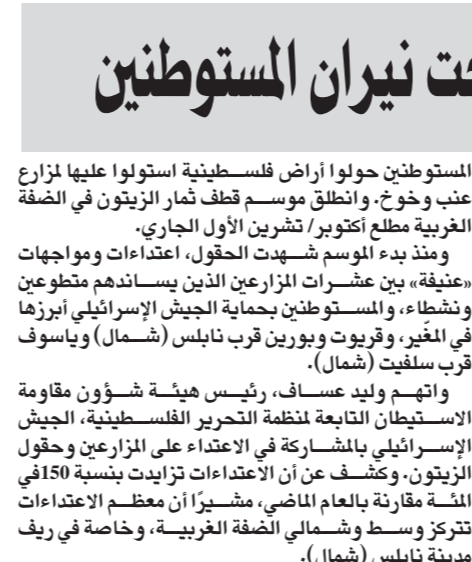 نيران المستوطنين
المستوطنين حولوا أراض فلسطينية استولوا عليها لمزارع
عنب وخوخ. وانطلق موسم قطف ثمار الزيتون في الضفة
الغربية مطلع أكتوبر/ تشرين الأول الجاري.
ومنذ بدء الموسم شهدت الحقول، اعتداءات ومواجهات
«عنيفة» بين عشرات المزارعين الذين يساندهم متطوعين
ونشطاء، والمستوطنين بحماية الجيش الإسرائيلي أبرزها
في المغّير، وقريوت وبورين قرب نابلس (شمال) وياسوف
قرب سلفيت (شمال).
واتهم وليد عساف، رئيس هيئة شؤون مقاومة
الاستيطان التابعة لمنظمة التحرير الفلسطينية، الجيش
الإسرائيلي بالمشاركة في الاعتداء على المزارعين وحقول
الزيتون. وكشف عن أن الاعتداءات تزايدت بنسبة 150في
المئة مقارنة بالعام الماضي، مشيرًا أن معظم الاعتداءات
تتركز وسط وشمالي الضفة الغربية، وخاصة في ريف
مدينة نابلس (شمال).